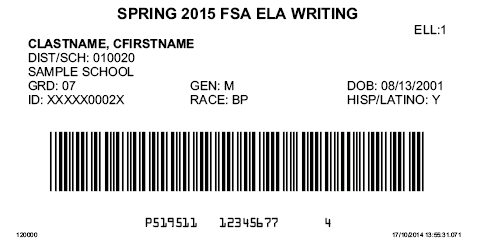 SPRING 2015 FSA ELA WRITING
ELL:1
CLASTNAME, CFIRSTNAME
DIST/SCH: 010020
SAMPLE SCHOOL
GRD: 07 GEN: M DOB: 08/13/2001
ID: XXXXX0002X RACE: BP HISP/LATINO: Y
P519511 12345677 4
120000 17/10/2014 13:55:31.071